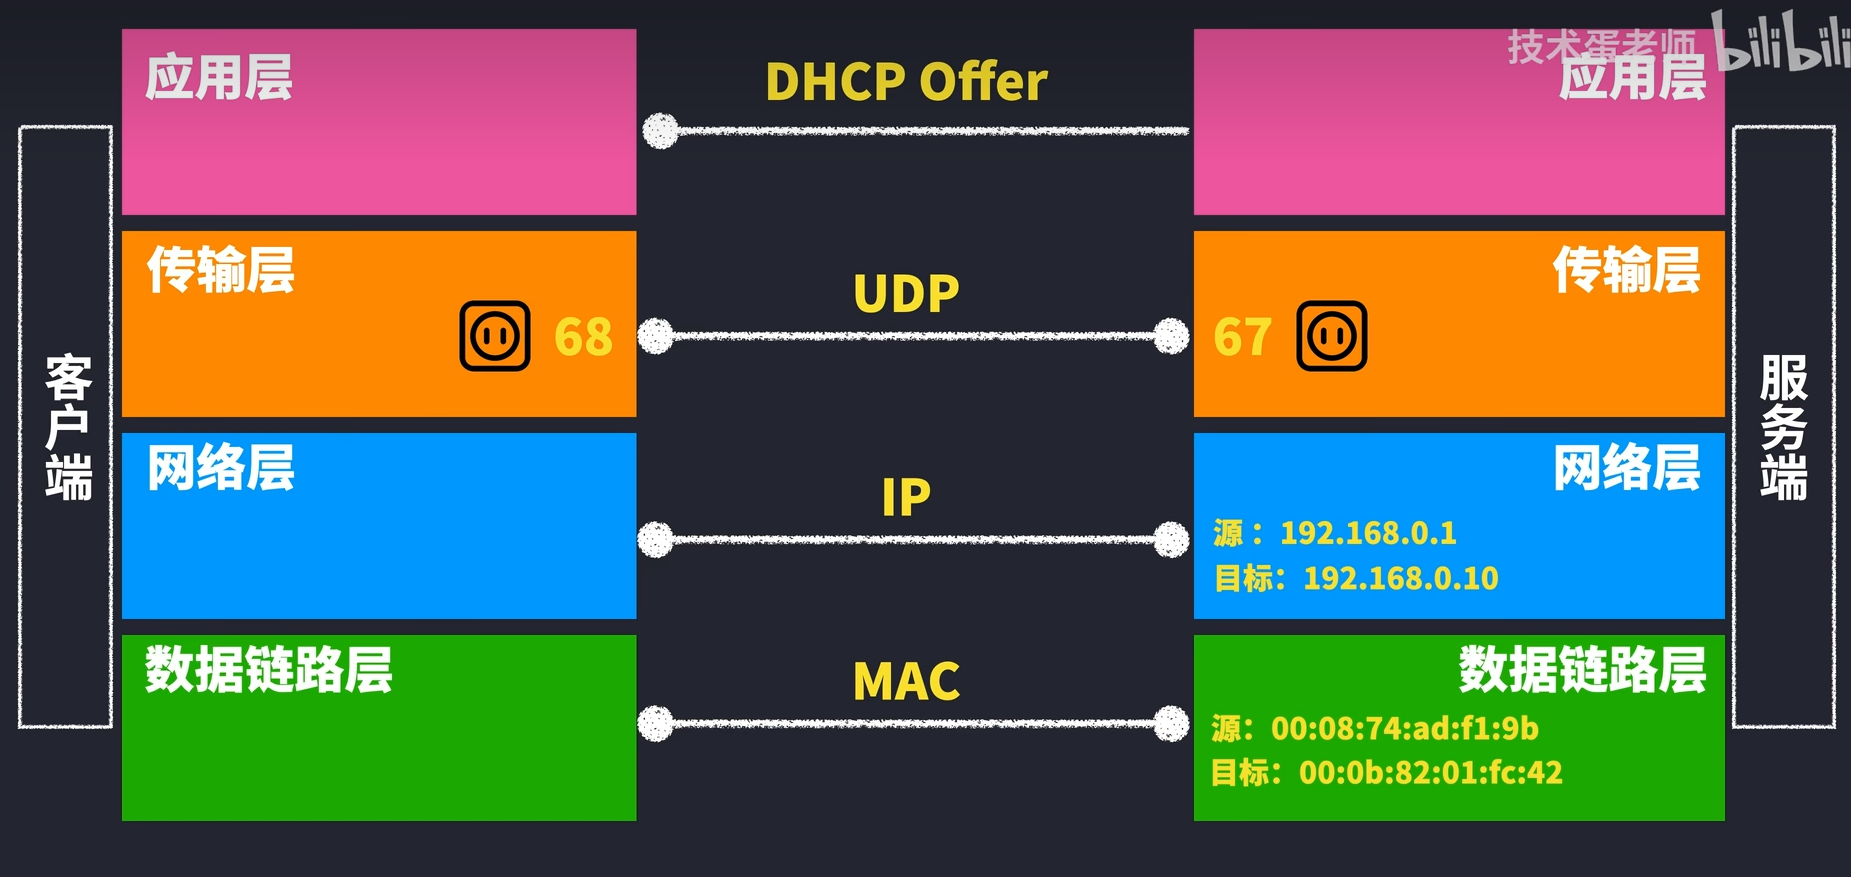 技术蛋老师 bilibili
应用层
DHCP Offer
应用层
传输层
UDP
传输层
68
67
客户端
服务端
网络层
IP
网络层
源：192.168.0.1
目标：192.168.0.10
数据链路层
MAC
数据链路层
源：00:08:74:ad:f1:9b
目标：00:0b:82:01:fc:42